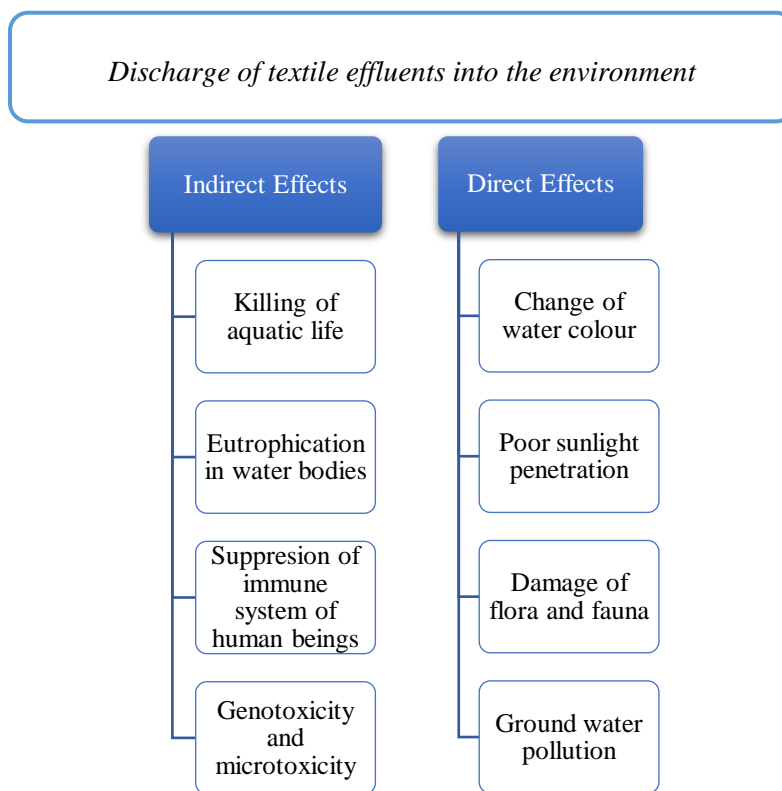 Discharge of textile effluents into the environment
Indirect Effects
Killing of
aquatic life
Eutrophication
in water bodies
Suppresion of
immune
system of
human beings
Genotoxicity
and
microtoxicity
Direct Effects
Change of
water colour
Poor sunlight
penetration
Damage of
flora and fauna
Ground water
pollution